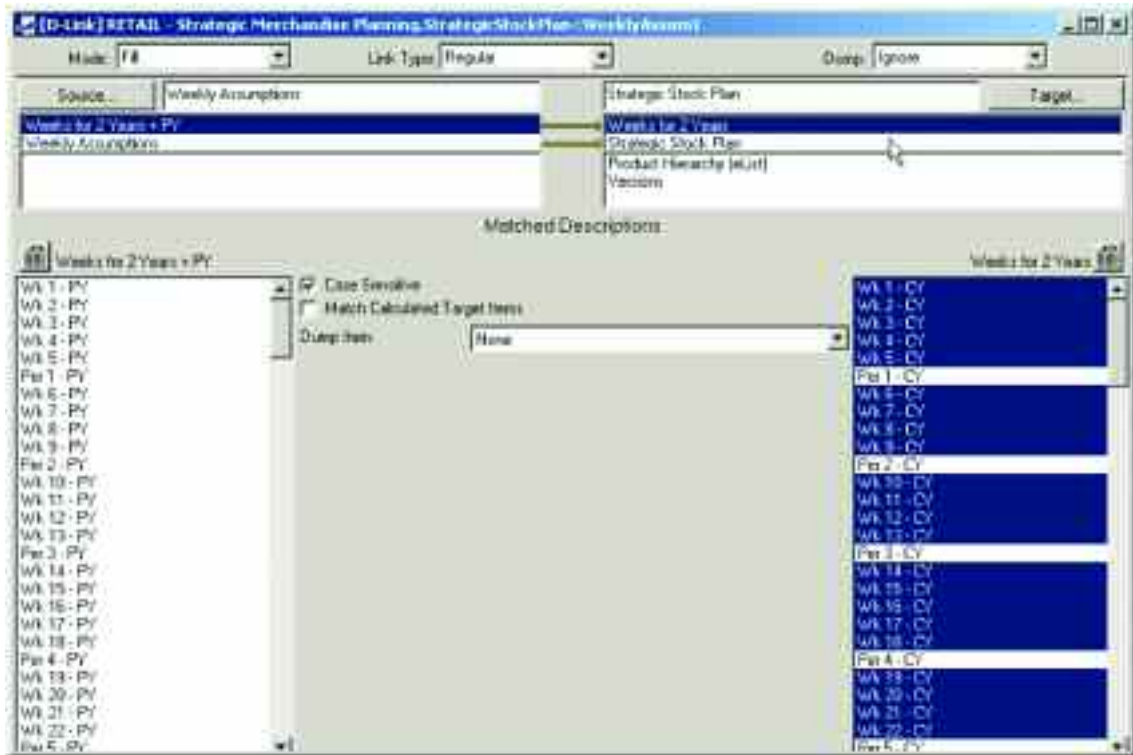 [D-Link] RETAIL - Strategic Merchandise Planning.StrategicStockPlan
Mode: Fill Link Type: Regular Dump: Ignore
Source... Weekly Assumptions Strategic Stock Plan Target...
Weeks for 2 Years + PY Weeks for 2 Years
Weekly Assumptions Strategic Stock Plan
Product Hierarchy (eList)
Versions
Matched Descriptions
Weeks for 2 Years + PY Weeks for 2 Years
Wk 1 - PY Case Sensitive Wk 1 - CY
Wk 2 - PY Match Calculated Target Items Wk 2 - CY
Wk 3 - PY Wk 3 - CY
Wk 4 - PY Dump Item None Wk 4 - CY
Wk 5 - PY Wk 5 - CY
Per 1 - PY Per 1 - CY
Wk 6 - PY Wk 6 - CY
Wk 7 - PY Wk 7 - CY
Wk 8 - PY Wk 8 - CY
Wk 9 - PY Wk 9 - CY
Per 2 - PY Per 2 - CY
Wk 10 - PY Wk 10 - CY
Wk 11 - PY Wk 11 - CY
Wk 12 - PY Wk 12 - CY
Wk 13 - PY Wk 13 - CY
Per 3 - PY Per 3 - CY
Wk 14 - PY Wk 14 - CY
Wk 15 - PY Wk 15 - CY
Wk 16 - PY Wk 16 - CY
Wk 17 - PY Wk 17 - CY
Wk 18 - PY Wk 18 - CY
Per 4 - PY Per 4 - CY
Wk 19 - PY Wk 19 - CY
Wk 20 - PY Wk 20 - CY
Wk 21 - PY Wk 21 - CY
Wk 22 - PY Wk 22 - CY
Per 5 - PY Per 5 - CY